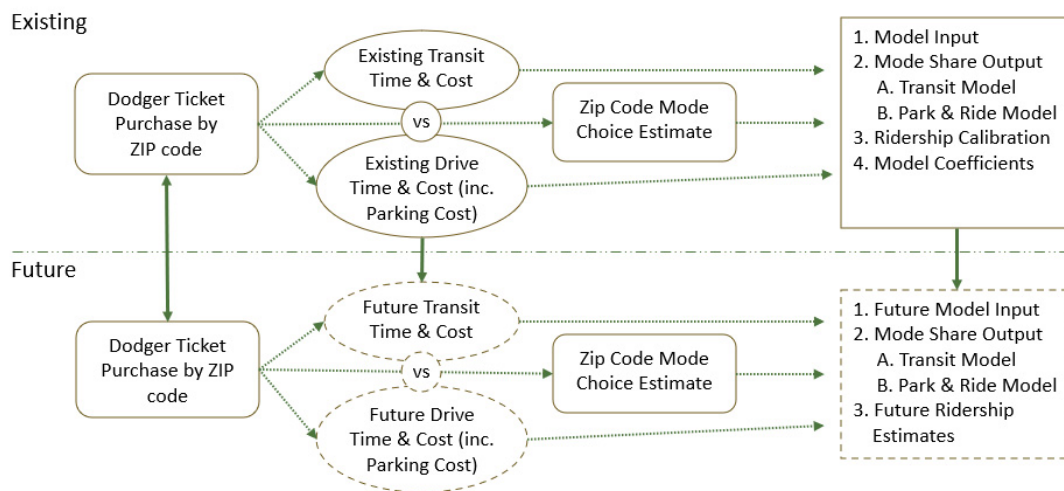 Existing
Dodger Ticket
Purchase by
ZIP code
Existing Transit
Time & Cost
vs
Existing Drive
Time & Cost (inc.
Parking Cost)
Zip Code Mode
Choice Estimate
1. Model Input
2. Mode Share Output
A. Transit Model
B. Park & Ride Model
3. Ridership Calibration
4. Model Coefficients
Future
Dodger Ticket
Purchase by ZIP
code
Future Transit
Time & Cost
vs
Future Drive
Time & Cost (inc.
Parking Cost)
Zip Code Mode
Choice Estimate
1. Future Model Input
2. Mode Share Output
A. Transit Model
B. Park & Ride Model
3. Future Ridership
Estimates